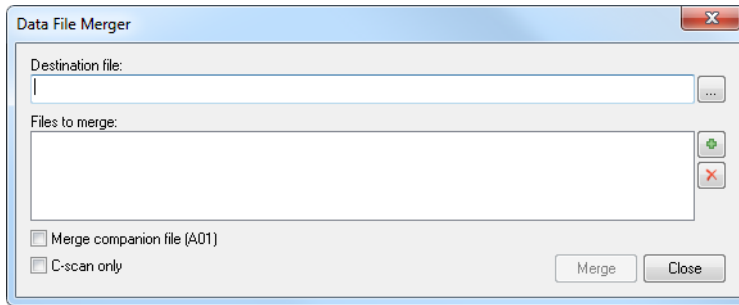 Data File Merger
Destination file:
...
Files to merge:
Merge companion file (A01)
C-scan only
Merge
Close